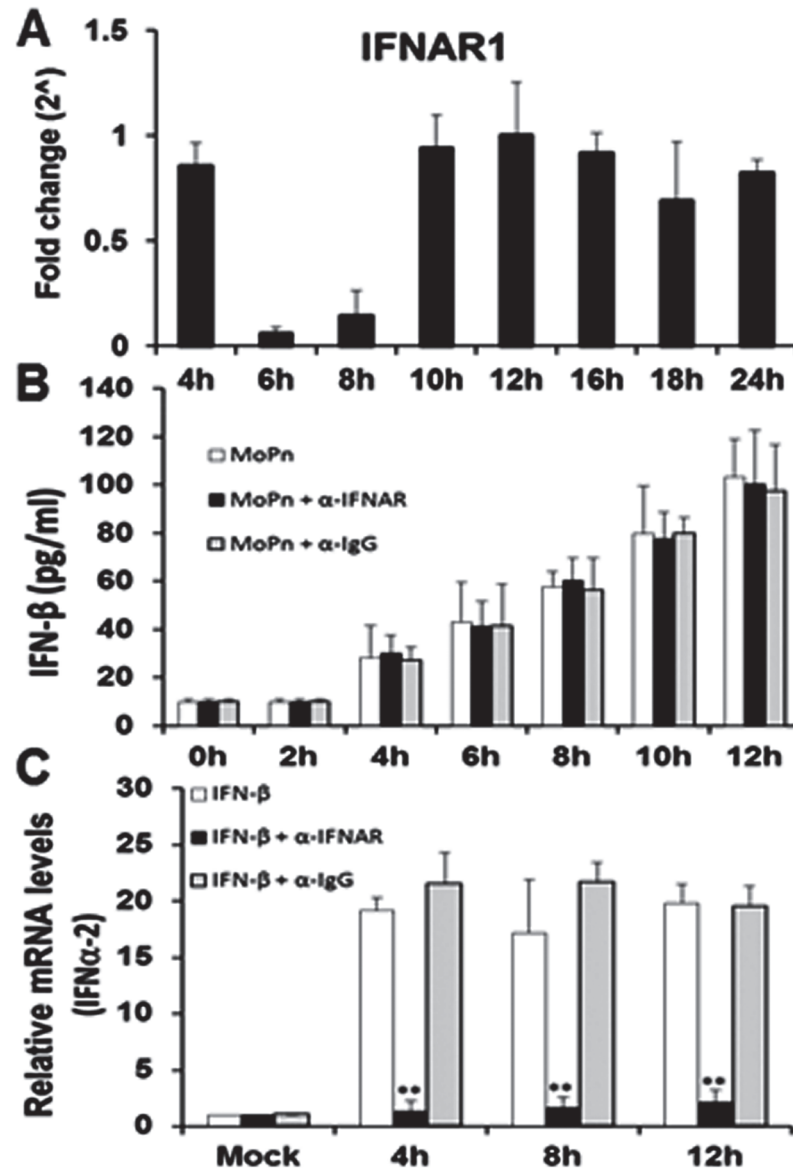 A
IFNAR1
Fold change (2^)
1.5
1
0.5
0
4h 6h 8h 10h 12h 16h 18h 24h
B
IFN-β (pg/ml)
140
120
100
80
60
40
20
0
MoPn
MoPn + α-IFNAR
MoPn + α-IgG
0h 2h 4h 6h 8h 10h 12h
C
Relative mRNA levels
(IFNα-2)
30
25
20
15
10
5
0
IFN-β
IFN-β + α-IFNAR
IFN-β + α-IgG
•• •• ••
Mock 4h 8h 12h